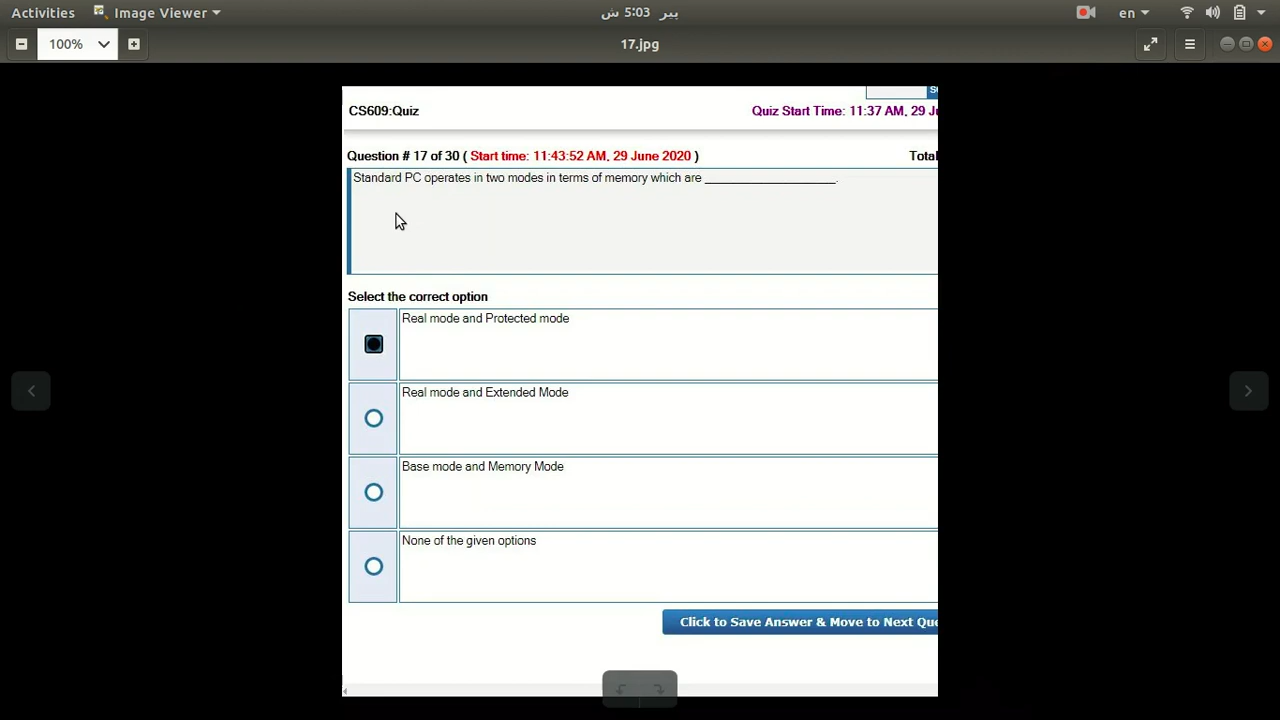 Activities Image Viewer پیر 5:03 ش en
100% 17.jpg
CS609:Quiz Quiz Start Time: 11:37 AM, 29 Ju
Question # 17 of 30 ( Start time: 11:43:52 AM, 29 June 2020 ) Total
Standard PC operates in two modes in terms of memory which are ____________________.
Select the correct option
Real mode and Protected mode
Real mode and Extended Mode
Base mode and Memory Mode
None of the given options
Click to Save Answer & Move to Next Que